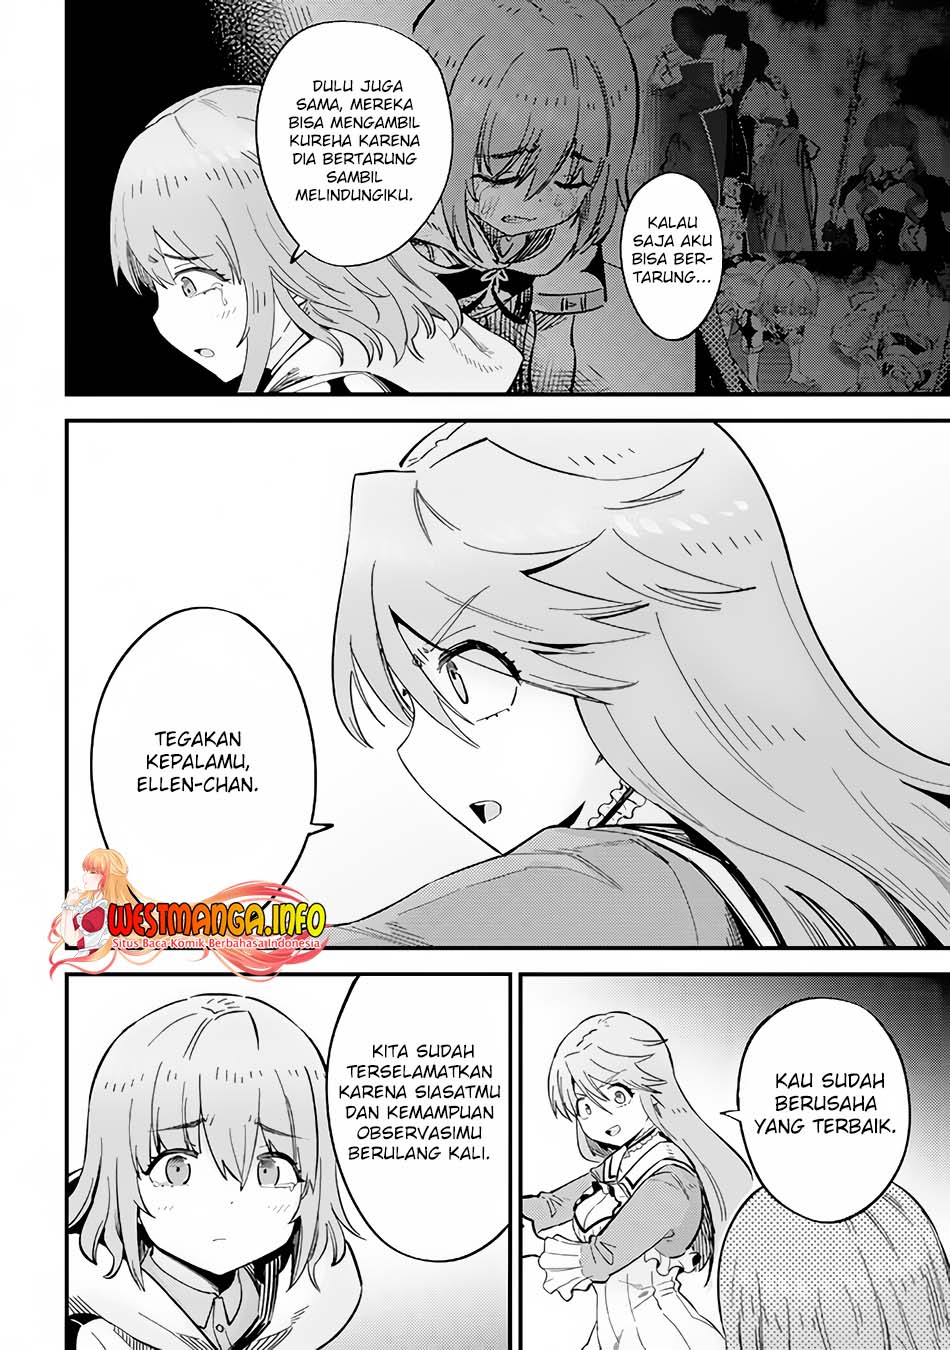 KALAU
SAJA AKU
BISA BER-
TARUNG...
DULU JUGA
SAMA, MEREKA
BISA MENGAMBIL
KUREHA KARENA
DIA BERTARUNG
SAMBIL
MELINDUNGIKU.
TEGAKAN
KEPALAMU,
ELLEN-CHAN.
WESTMANGA.INFO
Situs Baca Komik Berbahasa Indonesia
KAU SUDAH
BERUSAHA
YANG TERBAIK.
KITA SUDAH
TERSELAMATKAN
KARENA SIASATMU
DAN KEMAMPUAN
OBSERVASIMU
BERULANG KALI.